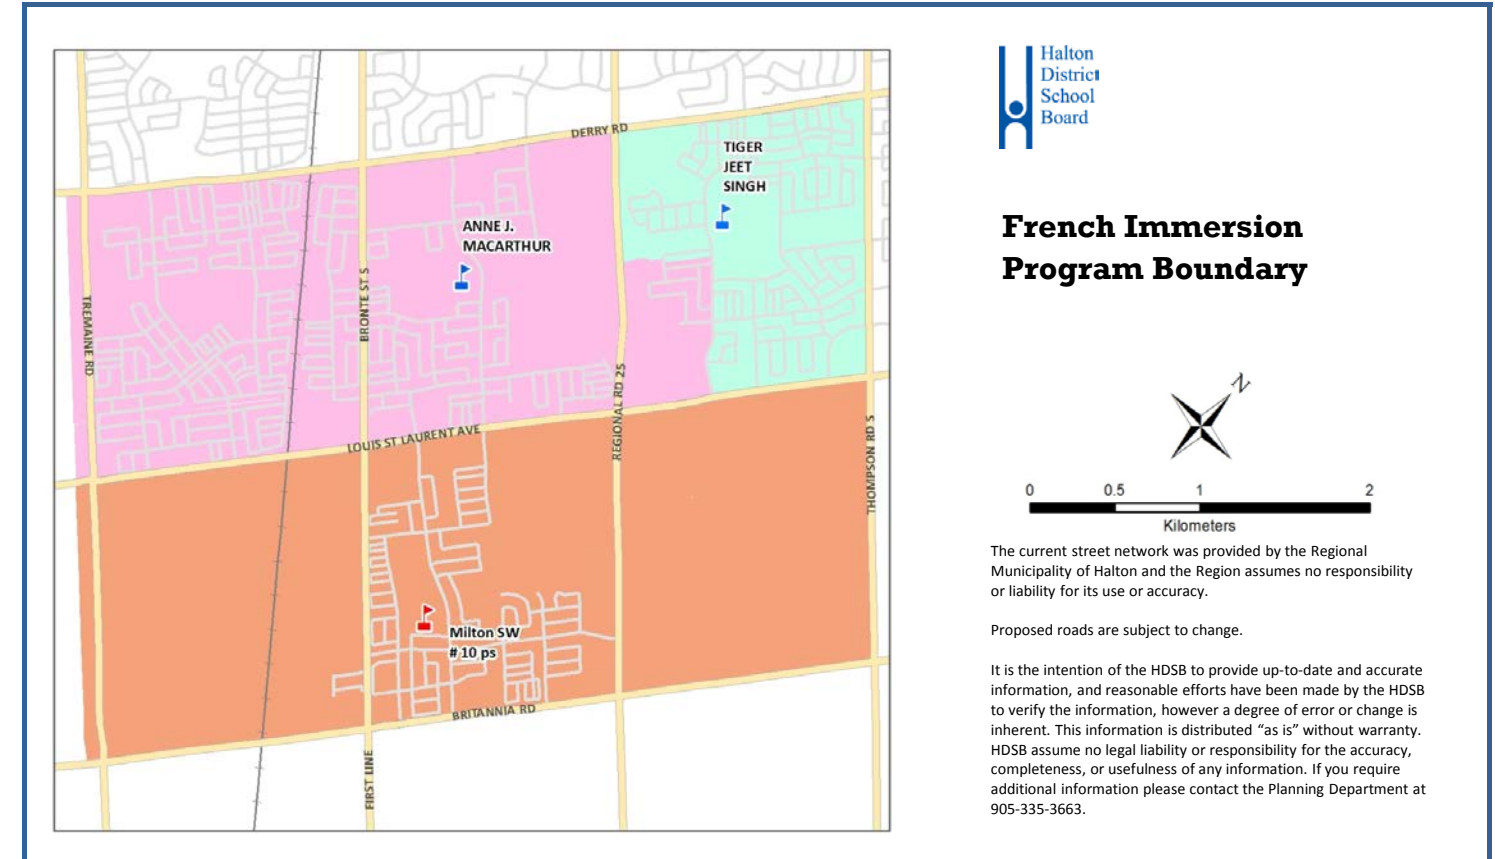 Halton
District
School
Board
DERRY RD
TIGER
JEET
SINGH
ANNE J.
MACARTHUR
French Immersion
Program Boundary
TREMAINE RD
BRONTE ST S
REGIONAL RD 25
LOUIS ST LAURENT AVE
THOMPSON RD S
N
0 0.5 1 2
Kilometers
The current street network was provided by the Regional
Municipality of Halton and the Region assumes no responsibility
or liability for its use or accuracy.
Milton SW
# 10 ps
Proposed roads are subject to change.
It is the intention of the HDSB to provide up-to-date and accurate
information, and reasonable efforts have been made by the HDSB
to verify the information, however a degree of error or change is
inherent. This information is distributed “as is” without warranty.
HDSB assume no legal liability or responsibility for the accuracy,
completeness, or usefulness of any information. If you require
additional information please contact the Planning Department at
905-335-3663.
BRITANNIA RD
FIRST LINE